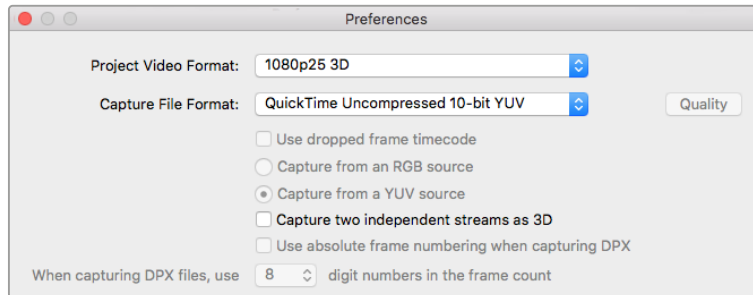 Preferences
Project Video Format: 1080p25 3D
Capture File Format: QuickTime Uncompressed 10-bit YUV Quality
Use dropped frame timecode
Capture from an RGB source
Capture from a YUV source
Capture two independent streams as 3D
Use absolute frame numbering when capturing DPX
When capturing DPX files, use 8 digit numbers in the frame count